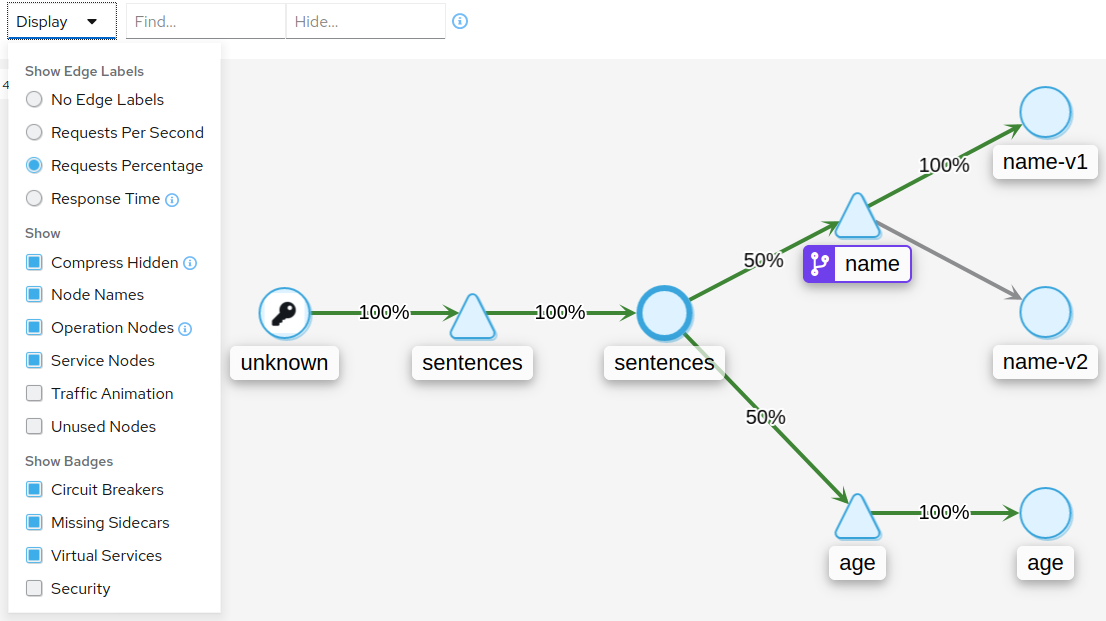 Display
Find...
Hide...
4
Show Edge Labels
No Edge Labels
Requests Per Second
Requests Percentage
Response Time
Show
Compress Hidden
Node Names
Operation Nodes
Service Nodes
Traffic Animation
Unused Nodes
Show Badges
Circuit Breakers
Missing Sidecars
Virtual Services
Security
unknown
100%
sentences
100%
sentences
50%
name
100%
name-v1
name-v2
50%
age
100%
age